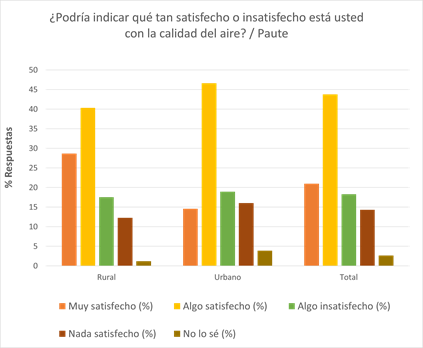 ¿Podría indicar qué tan satisfecho o insatisfecho está usted
con la calidad del aire? / Paute
50
45
40
35
30
25
20
15
10
5
0
% Respuestas
Rural Urbano Total
Muy satisfecho (%) Algo satisfecho (%) Algo insatisfecho (%)
Nada satisfecho (%) No lo sé (%)